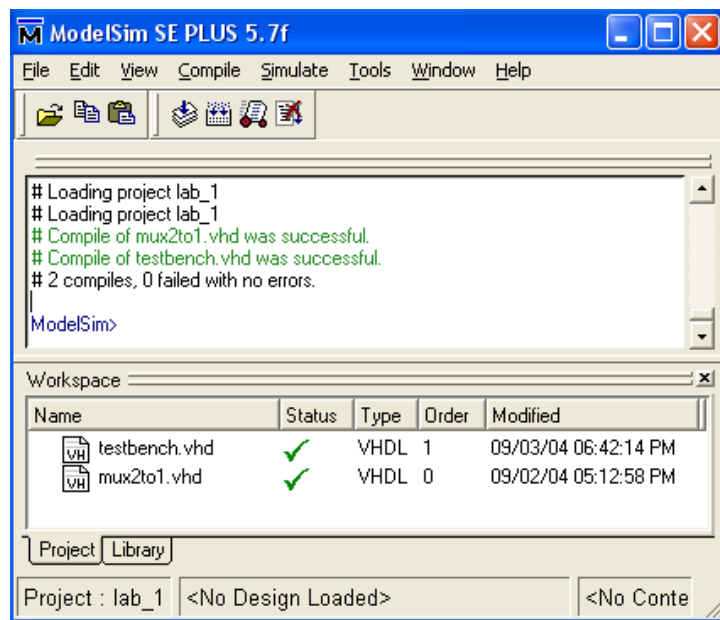 ModelSim SE PLUS 5.7f
File Edit View Compile Simulate Tools Window Help
# Loading project lab_1
# Loading project lab_1
# Compile of mux2to1.vhd was successful.
# Compile of testbench.vhd was successful.
# 2 compiles, 0 failed with no errors.
ModelSim>
Workspace
Name Status Type Order Modified
testbench.vhd VHDL 1 09/03/04 06:42:14 PM
mux2to1.vhd VHDL 0 09/02/04 05:12:58 PM
Project Library
Project : lab_1 <No Design Loaded> <No Conte